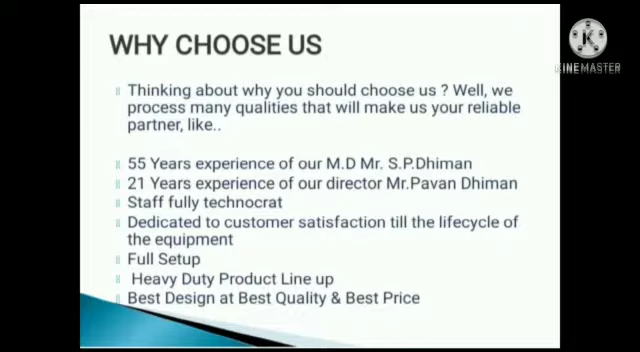 WHY CHOOSE US
K
KINEMASTER
Thinking about why you should choose us ? Well, we
process many qualities that will make us your reliable
partner, like..
55 Years experience of our M.D Mr. S.P.Dhiman
21 Years experience of our director Mr.Pavan Dhiman
Staff fully technocrat
Dedicated to customer satisfaction till the lifecycle of
the equipment
Full Setup
Heavy Duty Product Line up
Best Design at Best Quality & Best Price